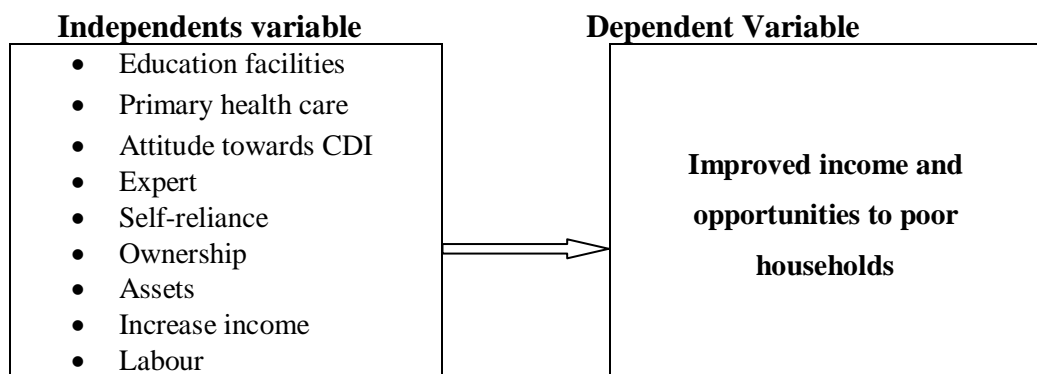 Independents variable
Dependent Variable
• Education facilities
• Primary health care
• Attitude towards CDI
• Expert
• Self-reliance
• Ownership
• Assets
• Increase income
• Labour
Improved income and
opportunities to poor
households